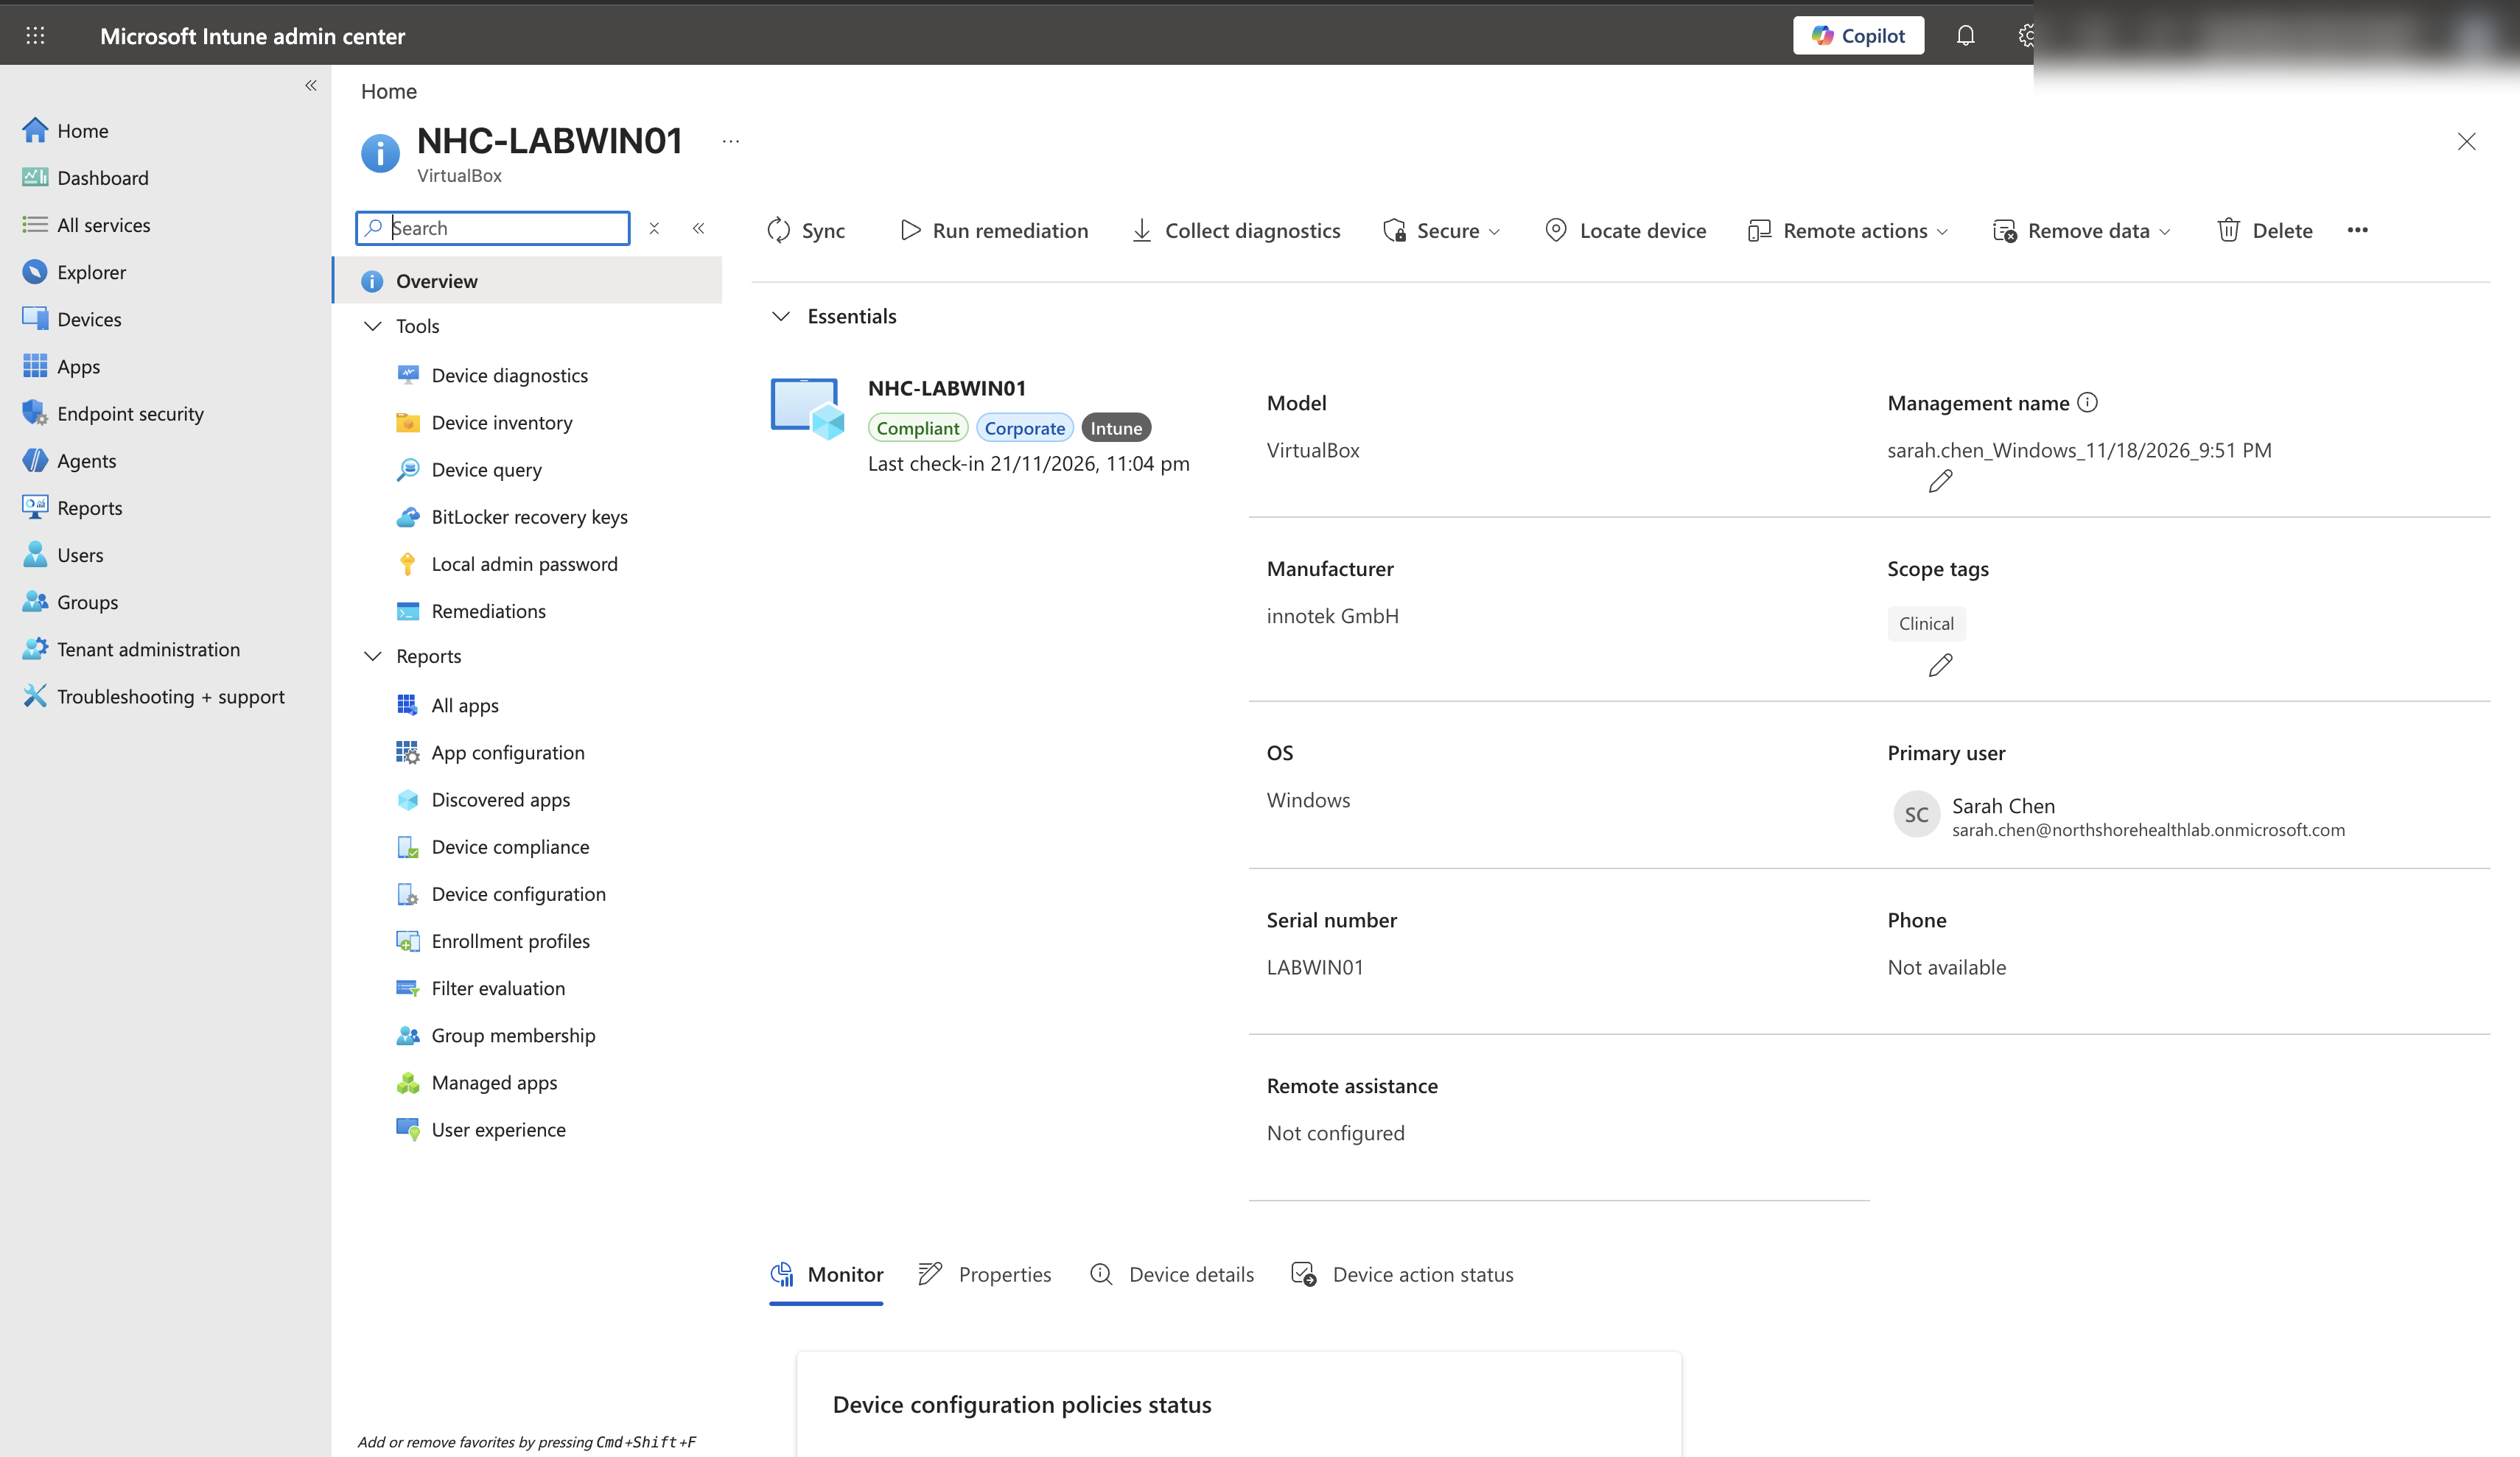 Microsoft Intune admin center
Copilot
Home
Dashboard
All services
Explorer
Devices
Apps
Endpoint security
Agents
Reports
Users
Groups
Tenant administration
Troubleshooting + support
Home
NHC-LABWIN01
VirtualBox
Search
Overview
Tools
Device diagnostics
Device inventory
Device query
BitLocker recovery keys
Local admin password
Remediations
Reports
All apps
App configuration
Discovered apps
Device compliance
Device configuration
Enrollment profiles
Filter evaluation
Group membership
Managed apps
User experience
Add or remove favorites by pressing Cmd+Shift+F
Sync Run remediation Collect diagnostics Secure Locate device Remote actions Remove data Delete
Essentials
NHC-LABWIN01
Compliant Corporate Intune
Last check-in 21/11/2026, 11:04 pm
Model
VirtualBox
Management name
sarah.chen_Windows_11/18/2026_9:51 PM
Manufacturer
innotek GmbH
Scope tags
Clinical
OS
Windows
Primary user
SC
Sarah Chen
sarah.chen@northshorehealthlab.onmicrosoft.com
Serial number
LABWIN01
Phone
Not available
Remote assistance
Not configured
Monitor Properties Device details Device action status
Device configuration policies status